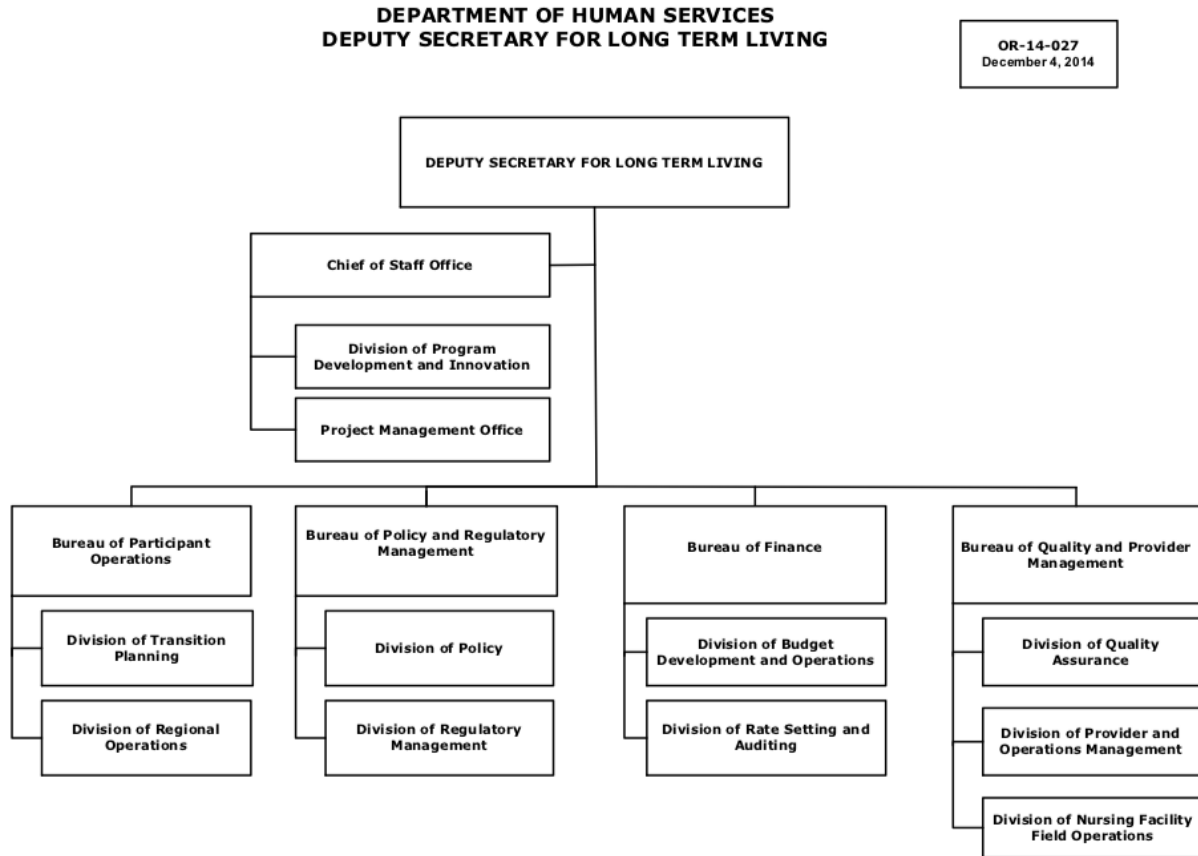 DEPARTMENT OF HUMAN SERVICES
DEPUTY SECRETARY FOR LONG TERM LIVING
OR-14-027
December 4, 2014
DEPUTY SECRETARY FOR LONG TERM LIVING
Chief of Staff Office
Division of Program
Development and Innovation
Project Management Office
Bureau of Participant
Operations
Division of Transition
Planning
Division of Regional
Operations
Bureau of Policy and Regulatory
Management
Division of Policy
Division of Regulatory
Management
Bureau of Finance
Division of Budget
Development and Operations
Division of Rate Setting and
Auditing
Bureau of Quality and Provider
Management
Division of Quality
Assurance
Division of Provider and
Operations Management
Division of Nursing Facility
Field Operations